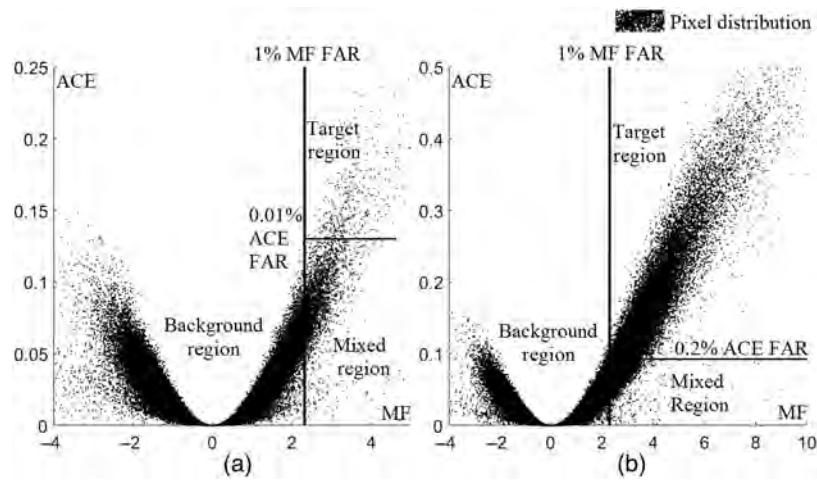 Pixel distribution
1% MF FAR
1% MF FAR
0.25
ACE
0.2
0.15
0.1
0.05
0
Target
region
0.01%
ACE
FAR
Background
region
Mixed
region
MF
−4
−2
0
2
4
(a)
0.5
ACE
0.4
0.3
0.2
0.1
0
Target
region
Background
region
0.2% ACE FAR
Mixed
Region
MF
−4
−2
0
2
4
6
8
10
(b)